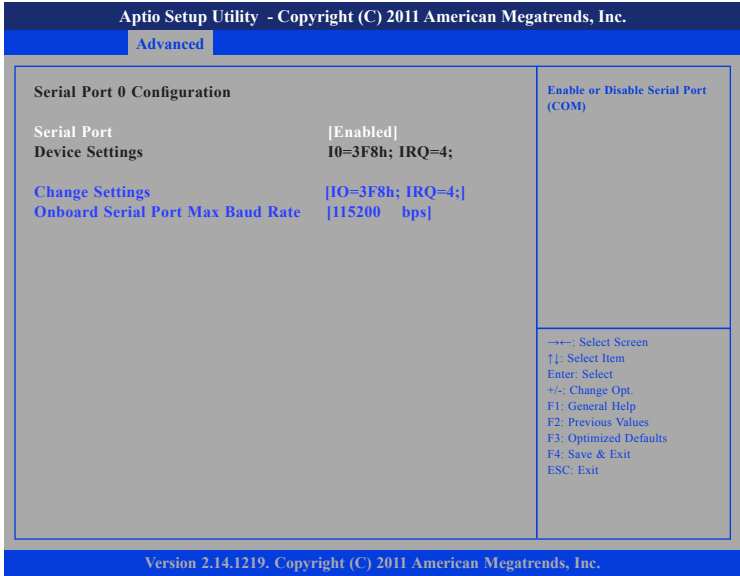 Aptio Setup Utility - Copyright (C) 2011 American Megatrends, Inc.
Advanced
Serial Port 0 Configuration
Serial Port [Enabled]
Device Settings I0=3F8h; IRQ=4;
Change Settings [IO=3F8h; IRQ=4;]
Onboard Serial Port Max Baud Rate [115200 bps]
Enable or Disable Serial Port
(COM)
→←: Select Screen
↑↓: Select Item
Enter: Select
+/-: Change Opt.
F1: General Help
F2: Previous Values
F3: Optimized Defaults
F4: Save & Exit
ESC: Exit
Version 2.14.1219. Copyright (C) 2011 American Megatrends, Inc.